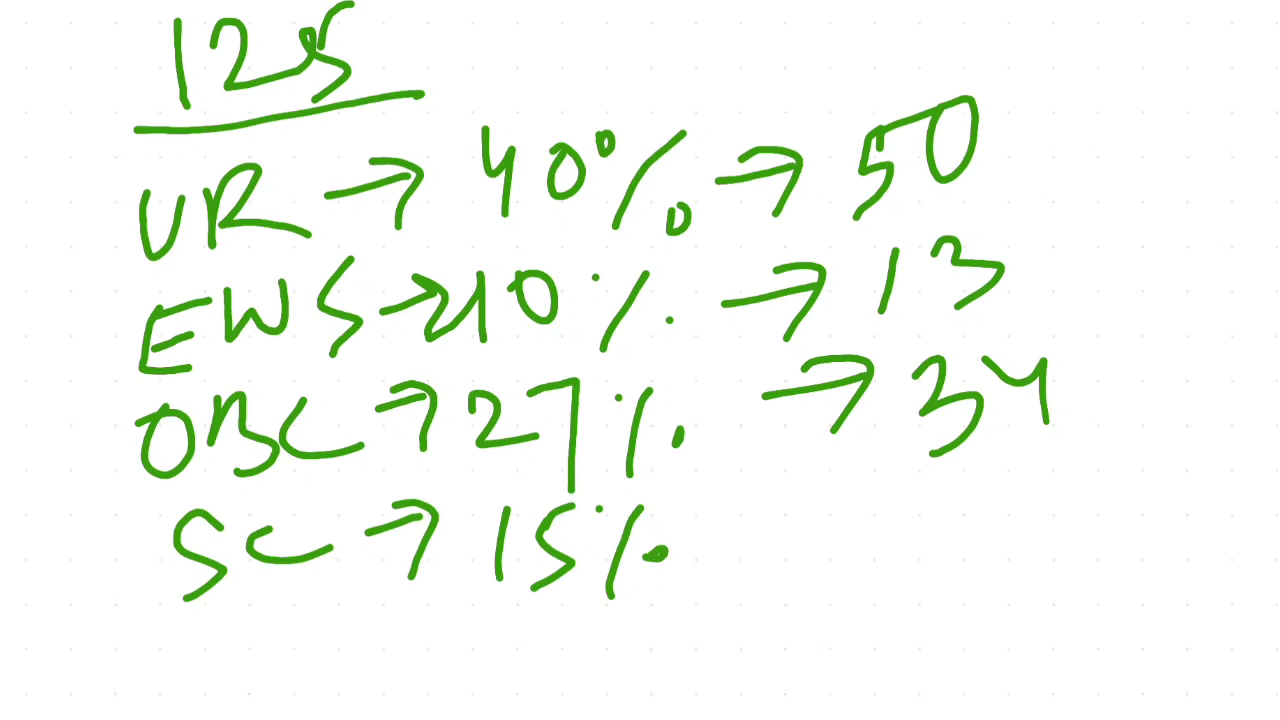 125
UR → 40% → 50
EWS → 10% → 13
OBC → 27% → 34
SC → 15%